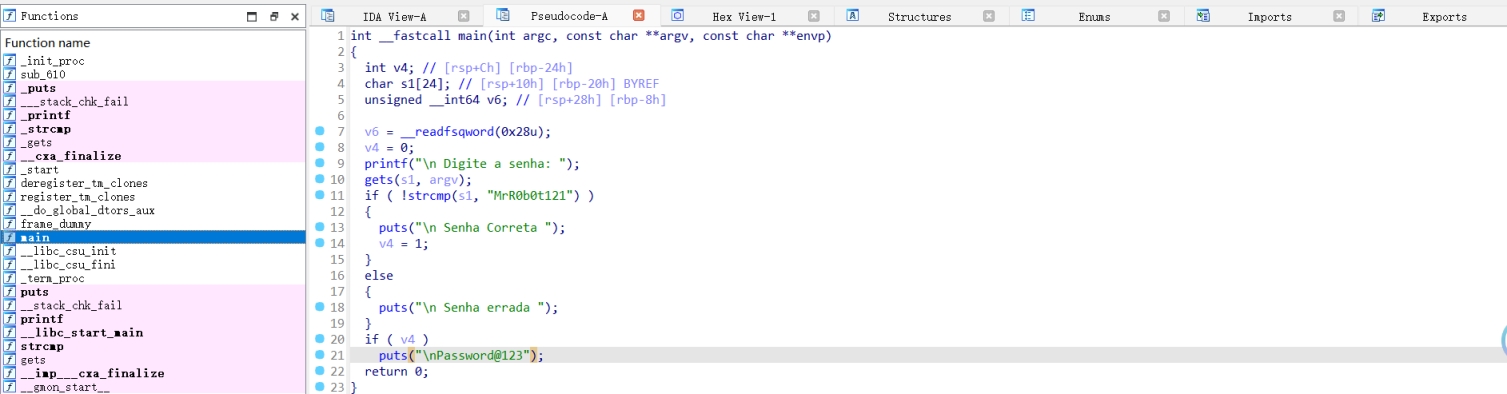 Functions
Function name
_init_proc
sub_610
_puts
___stack_chk_fail
_printf
_strcmp
_gets
__cxa_finalize
_start
deregister_tm_clones
register_tm_clones
__do_global_dtors_aux
frame_dummy
main
__libc_csu_init
__libc_csu_fini
_term_proc
puts
__stack_chk_fail
printf
__libc_start_main
strcmp
gets
__imp___cxa_finalize
__gmon_start__
IDA View-A Pseudocode-A Hex View-1 Structures Enums Imports Exports
1 int __fastcall main(int argc, const char **argv, const char **envp)
2 {
3 int v4; // [rsp+Ch] [rbp-24h]
4 char s1[24]; // [rsp+10h] [rbp-20h] BYREF
5 unsigned __int64 v6; // [rsp+28h] [rbp-8h]
6
7 v6 = __readfsqword(0x28u);
8 v4 = 0;
9 printf("\n Digite a senha: ");
10 gets(s1, argv);
11 if ( !strcmp(s1, "MrR0b0t121") )
12 {
13 puts("\n Senha Correta ");
14 v4 = 1;
15 }
16 else
17 {
18 puts("\n Senha errada ");
19 }
20 if ( v4 )
21 puts("\nPassword@123");
22 return 0;
23 }